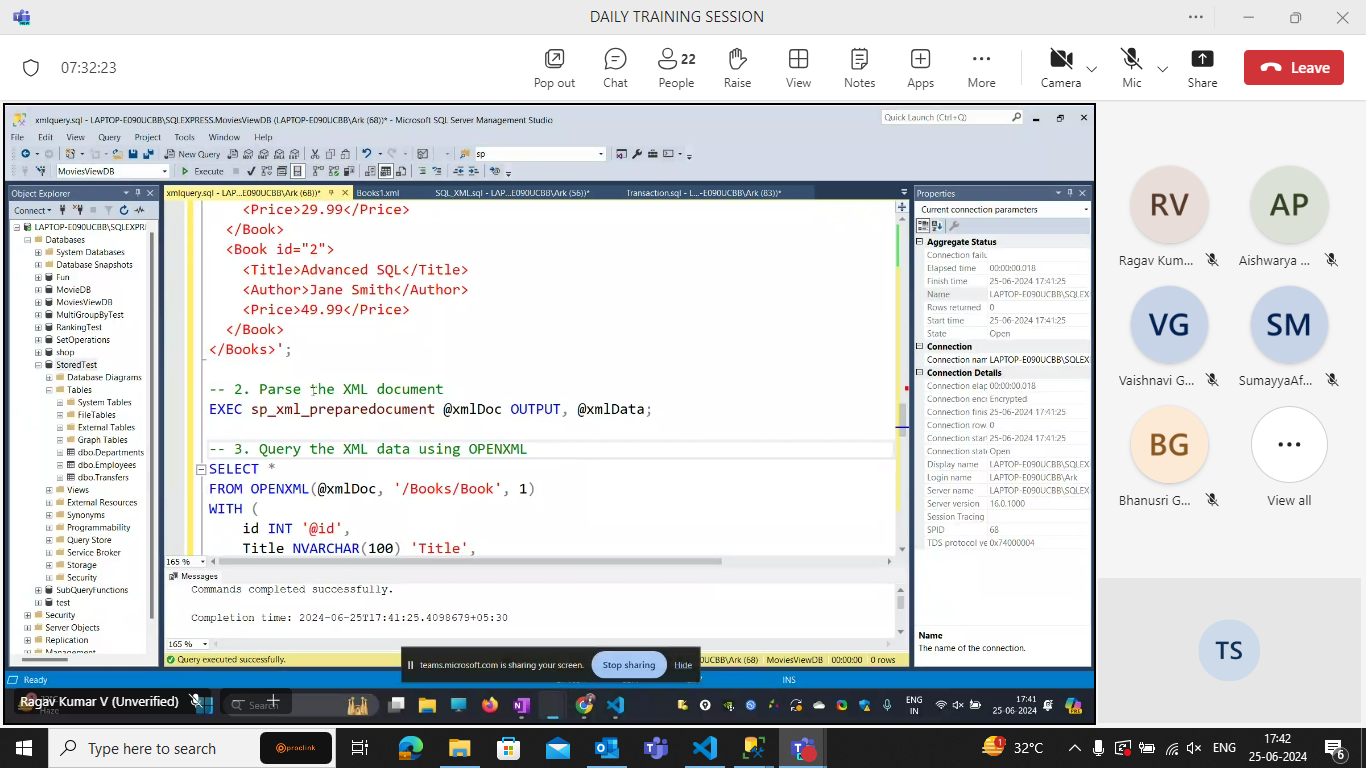 DAILY TRAINING SESSION
07:32:23
Pop out
Chat
22
People
Raise
View
Notes
Apps
More
Camera
Mic
Share
Leave
xmlquery.sql - LAPTOP-E090UCBB\SQLEXPRESS.MoviesViewDB (LAPTOP-E090UCBB\Ark (68))* - Microsoft SQL Server Management Studio
Quick Launch (Ctrl+Q)
File Edit View Query Project Tools Window Help
New Query
sp
MoviesViewDB
Execute
Object Explorer
Connect
LAPTOP-E090UCBB\SQLEXPRE
Databases
System Databases
Database Snapshots
Fun
MovieDB
MoviesViewDB
MultiGroupByTest
RankingTest
SetOperations
shop
StoredTest
Database Diagrams
Tables
System Tables
FileTables
External Tables
Graph Tables
dbo.Departments
dbo.Employees
dbo.Transfers
Views
External Resources
Synonyms
Programmability
Query Store
Service Broker
Storage
Security
SubQueryFunctions
test
Security
Server Objects
Replication
Management
xmlquery.sql - LAP...E090UCBB\Ark (68))*
Books1.xml
SQL_XML.sql - LAP...E090UCBB\Ark (56))*
Transaction.sql - L...-E090UCBB\Ark (83))*
<Price>29.99</Price>
</Book>
<Book id="2">
<Title>Advanced SQL</Title>
<Author>Jane Smith</Author>
<Price>49.99</Price>
</Book>
</Books>';
-- 2. Parse the XML document
EXEC sp_xml_preparedocument @xmlDoc OUTPUT, @xmlData;
-- 3. Query the XML data using OPENXML
SELECT *
FROM OPENXML(@xmlDoc, '/Books/Book', 1)
WITH (
id INT '@id',
Title NVARCHAR(100) 'Title',
165 %
Messages
Commands completed successfully.
Completion time: 2024-06-25T17:41:25.4098679+05:30
165 %
Query executed successfully.
0UCBB\Ark (68) MoviesViewDB 00:00:00 0 rows
Properties
Current connection parameters
Aggregate Status
Connection failu
Elapsed time 00:00:00.018
Finish time 25-06-2024 17:41:25
Name LAPTOP-E090UCBB\SQLEX
Rows returned 0
Start time 25-06-2024 17:41:25
State Open
Connection
Connection nam LAPTOP-E090UCBB\SQLEX
Connection Details
Connection elap 00:00:00.018
Connection encr Encrypted
Connection finis 25-06-2024 17:41:25
Connection row 0
Connection star 25-06-2024 17:41:25
Connection stat Open
Display name LAPTOP-E090UCBB\SQLEX
Login name LAPTOP-E090UCBB\Ark
Server name LAPTOP-E090UCBB\SQLEX
Server version 16.0.1000
Session Tracing
SPID 68
TDS protocol ve 0x74000004
Name
The name of the connection.
teams.microsoft.com is sharing your screen.
Stop sharing
Hide
Ready
INS
Ragav Kumar V (Unverified)
Haze
Search
ENG
IN
17:41
25-06-2024
RV
Ragav Kum...
AP
Aishwarya ...
VG
Vaishnavi G...
SM
SumayyaAf...
BG
Bhanusri G...
View all
TS
Type here to search
proclink
1
32°C
ENG
17:42
25-06-2024
6